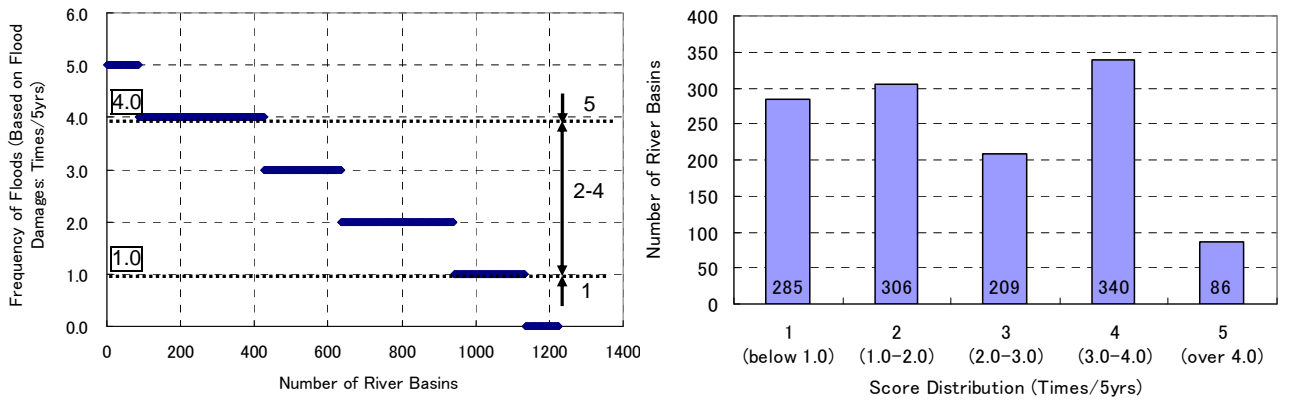 Frequency of Floods (Based on Flood
Damages: Times/5yrs)
6.0
5.0
4.0
3.0
2.0
1.0
0.0
4.0
1.0
5
2-4
1
0 200 400 600 800 1000 1200 1400
Number of River Basins
Number of River Basins
400
350
300
250
200
150
100
50
0
285 306 209 340 86
1 2 3 4 5
(below 1.0) (1.0-2.0) (2.0-3.0) (3.0-4.0) (over 4.0)
Score Distribution (Times/5yrs)